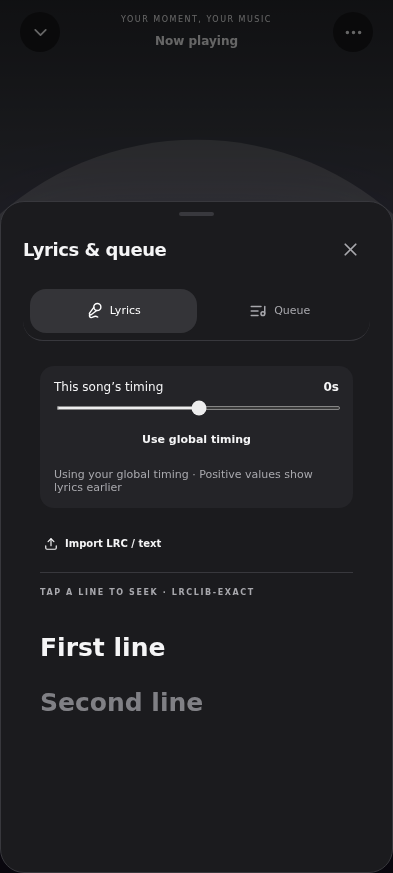 YOUR MOMENT, YOUR MUSIC
Now playing
Lyrics & queue
Lyrics
Queue
This song’s timing
0s
Use global timing
Using your global timing · Positive values show
lyrics earlier
Import LRC / text
TAP A LINE TO SEEK · LRCLIB-EXACT
First line
Second line